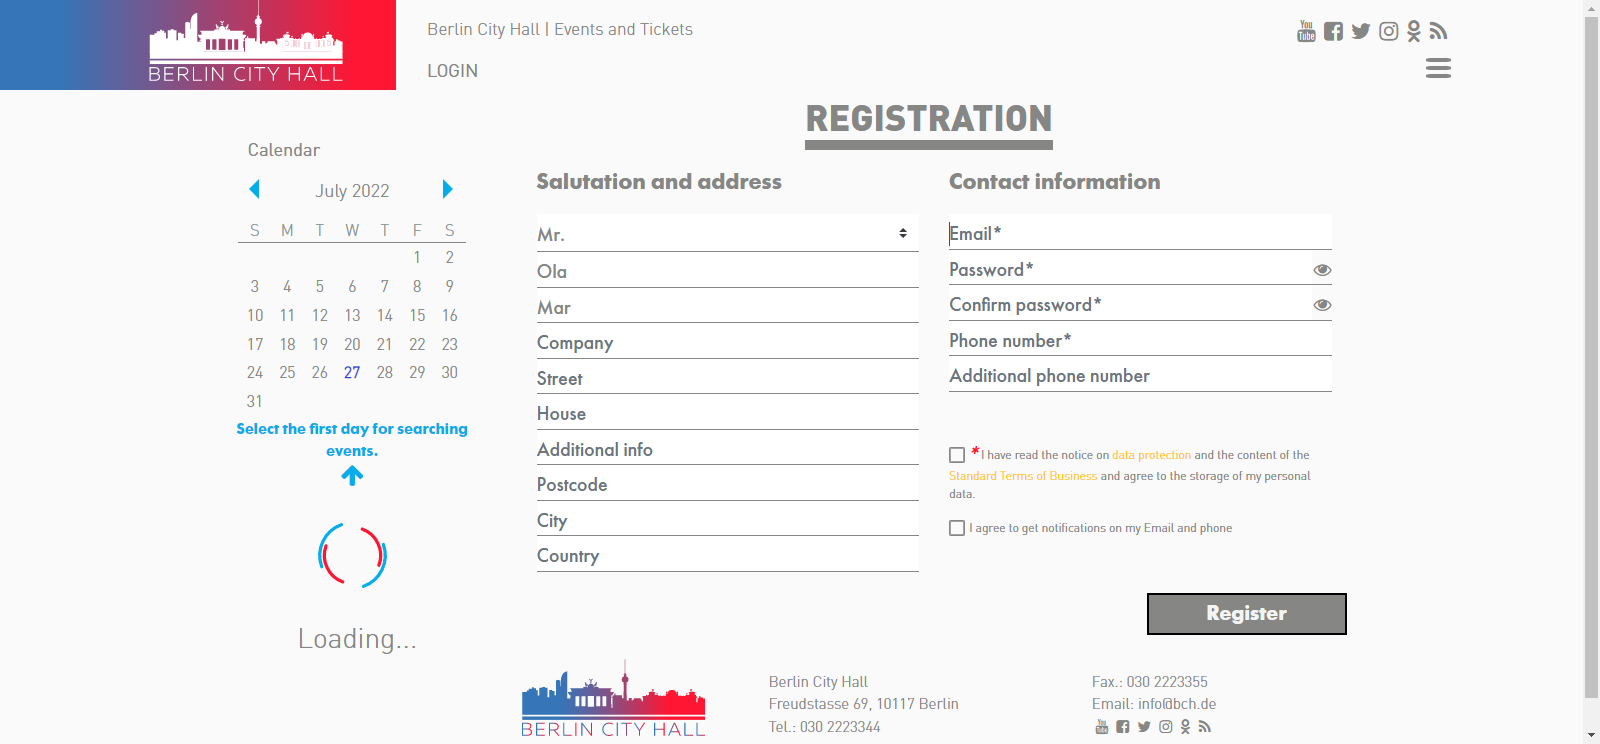 BERLIN CITY HALL
Berlin City Hall | Events and Tickets
LOGIN
You
Tube
REGISTRATION
Calendar
July 2022
S M T W T F S
1 2
3 4 5 6 7 8 9
10 11 12 13 14 15 16
17 18 19 20 21 22 23
24 25 26 27 28 29 30
31
Select the first day for searching
events.
Loading...
Salutation and address
Mr.
Ola
Mar
Company
Street
House
Additional info
Postcode
City
Country
Contact information
Email*
Password*
Confirm password*
Phone number*
Additional phone number
* I have read the notice on data protection and the content of the
Standard Terms of Business and agree to the storage of my personal
data.
I agree to get notifications on my Email and phone
Register
BERLIN CITY HALL
Berlin City Hall
Freudstasse 69, 10117 Berlin
Tel.: 030 2223344
Fax.: 030 2223355
Email: info@bch.de
You
Tube